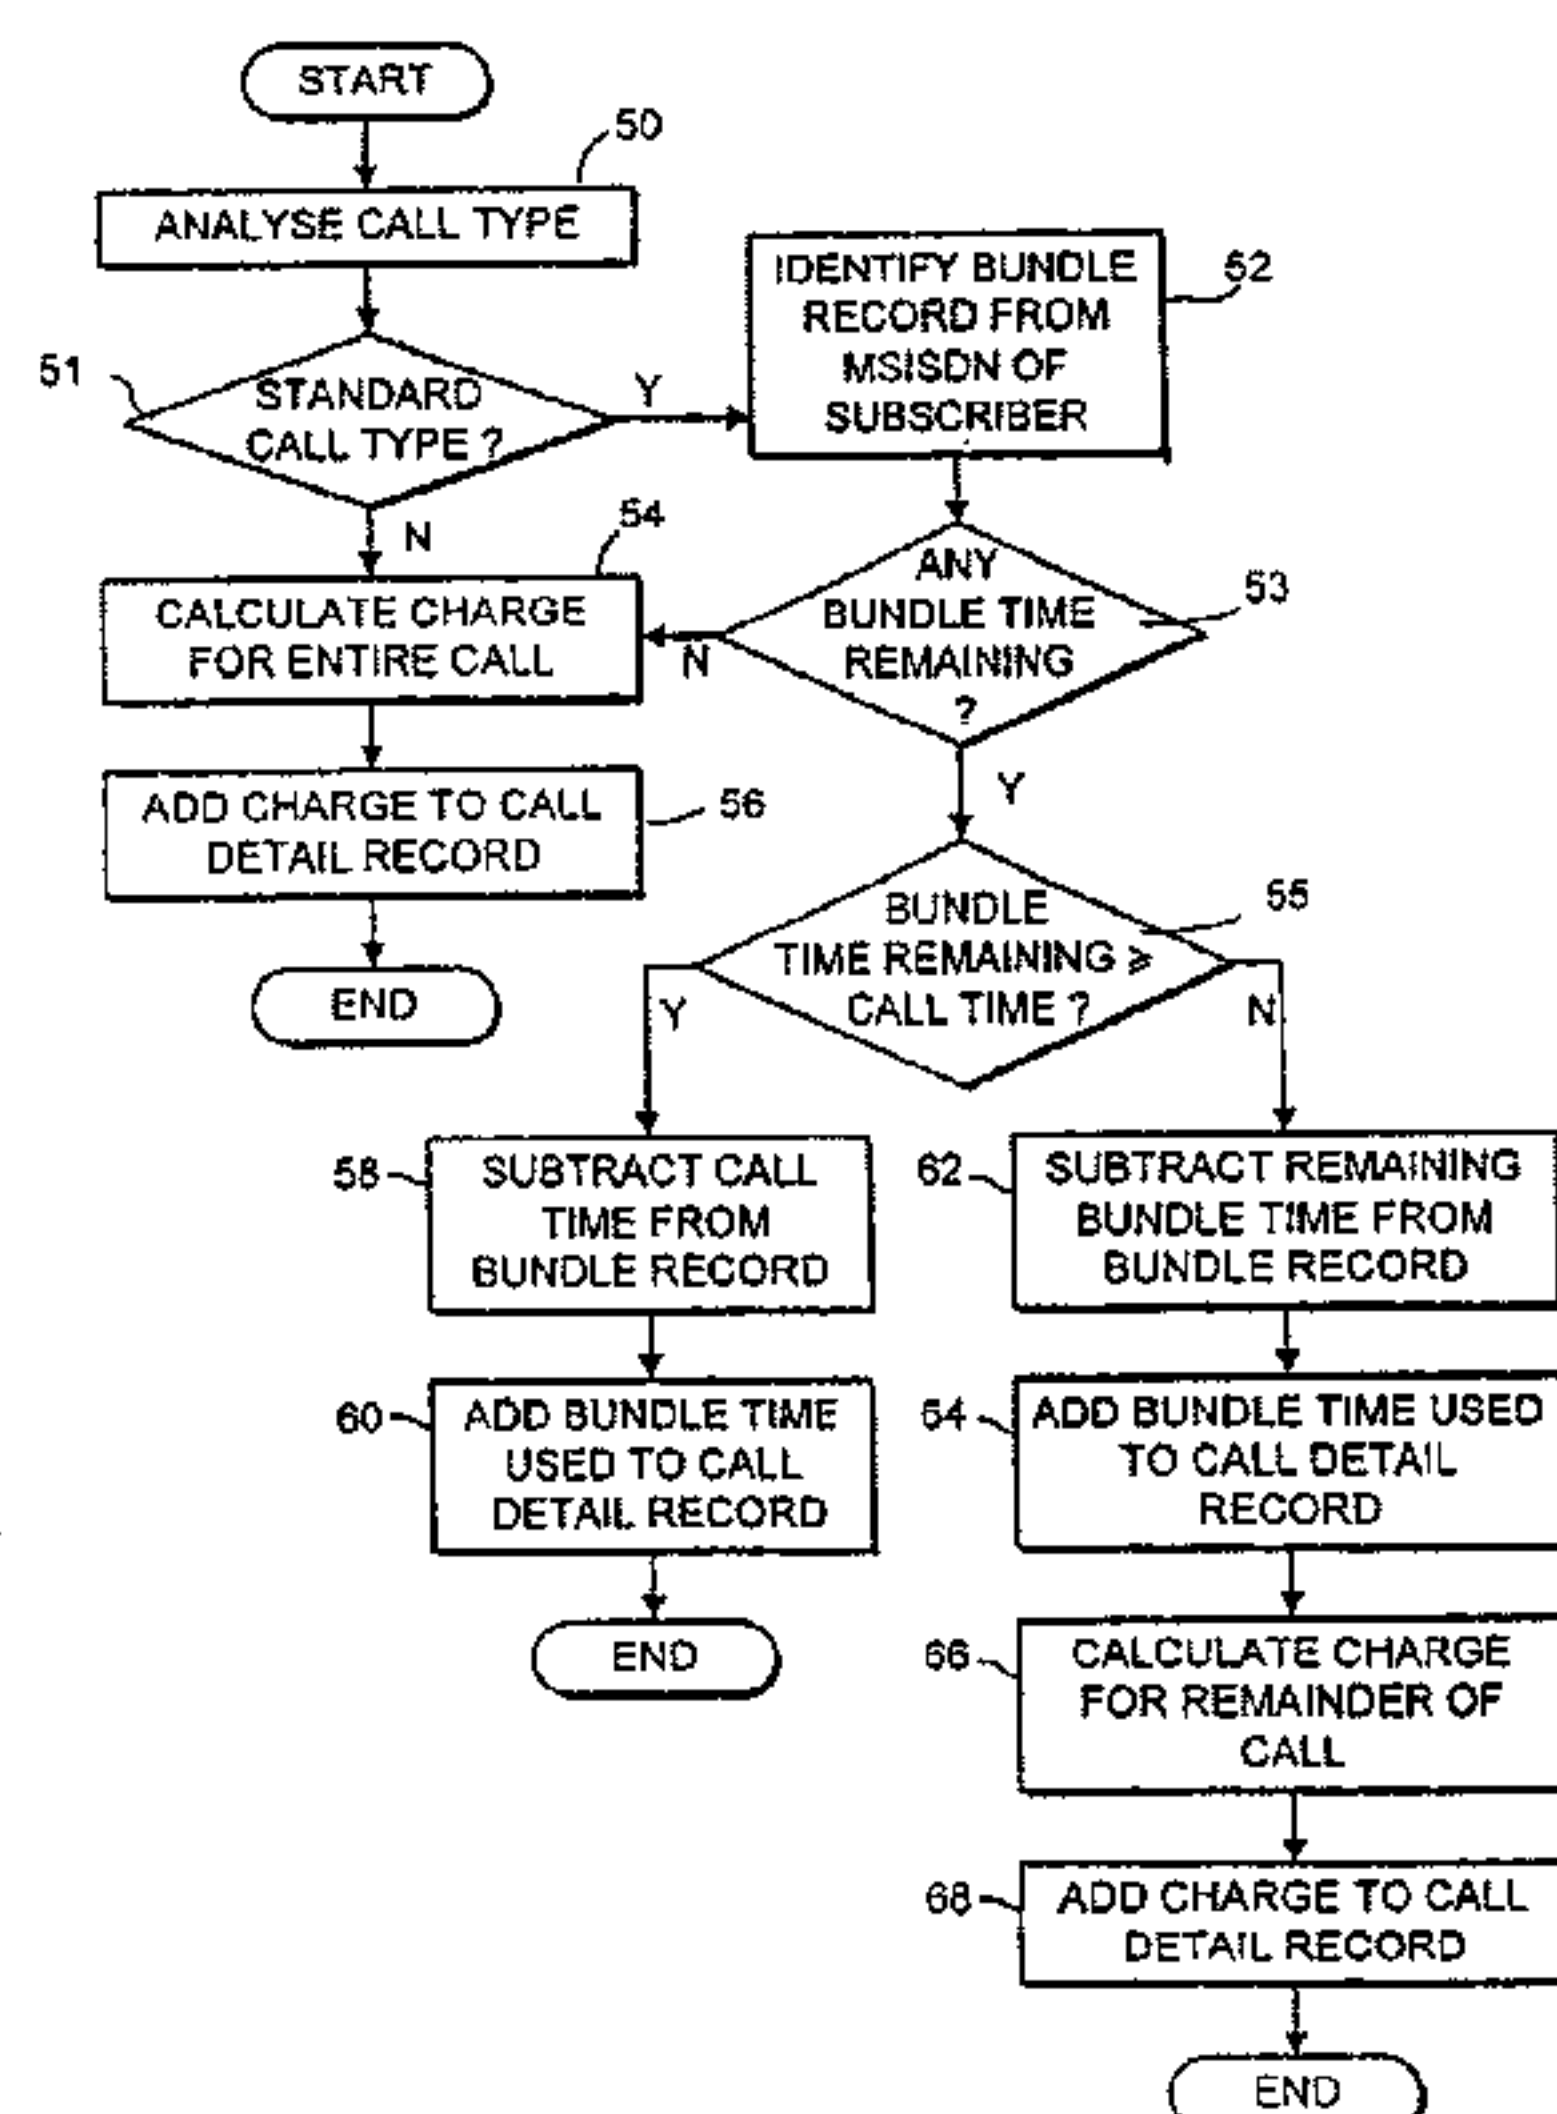 START
50
ANALYSE CALL TYPE
51
STANDARD
CALL TYPE ?
Y
N
IDENTIFY BUNDLE
RECORD FROM
MSISDN OF
SUBSCRIBER
52
54
CALCULATE CHARGE
FOR ENTIRE CALL
ANY
BUNDLE TIME
REMAINING
?
53
N
Y
ADD CHARGE TO CALL
DETAIL RECORD
56
END
BUNDLE
TIME REMAINING ⩾
CALL TIME ?
55
Y
N
58
SUBTRACT CALL
TIME FROM
BUNDLE RECORD
60
ADD BUNDLE TIME
USED TO CALL
DETAIL RECORD
END
62
SUBTRACT REMAINING
BUNDLE TIME FROM
BUNDLE RECORD
64
ADD BUNDLE TIME USED
TO CALL DETAIL
RECORD
66
CALCULATE CHARGE
FOR REMAINDER OF
CALL
68
ADD CHARGE TO CALL
DETAIL RECORD
END